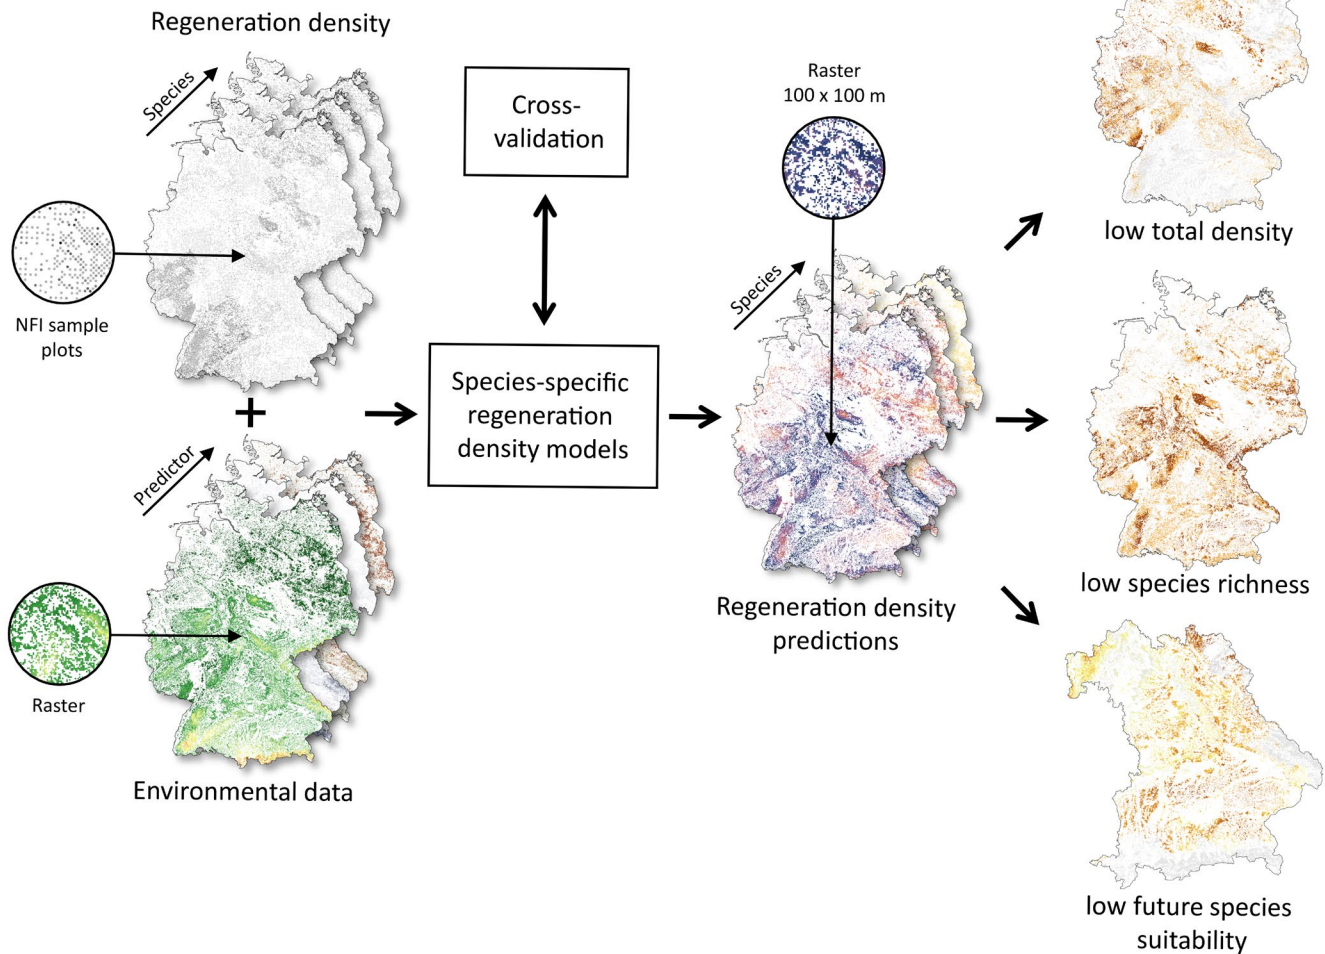 Regeneration density
Species
NFI sample
plots
Predictor
Raster
Environmental data
Cross-
validation
Species-specific
regeneration
density models
Raster
100 x 100 m
Species
Regeneration density
predictions
low total density
low species richness
low future species
suitability